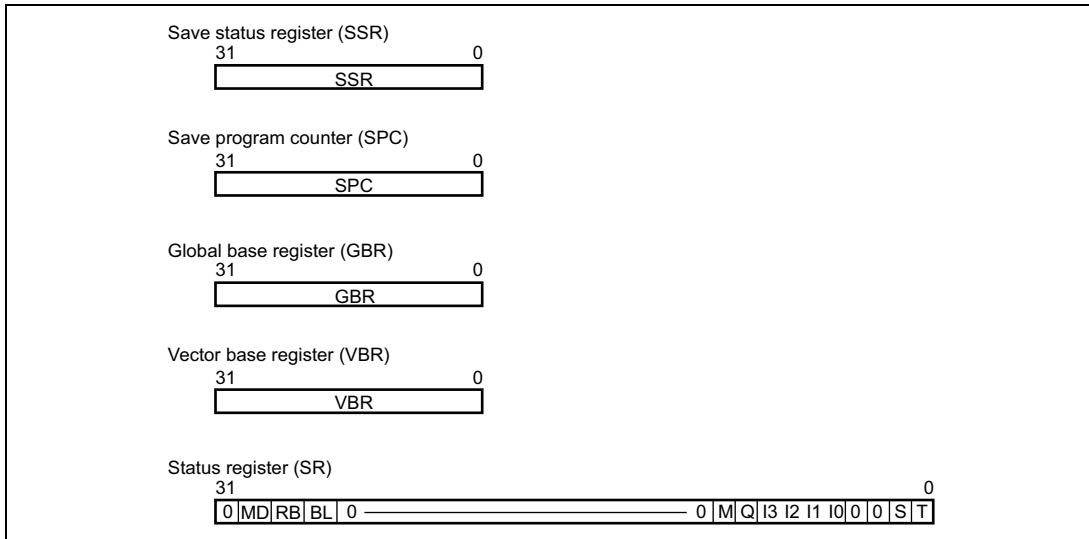 Save status register (SSR)
31 0
SSR
Save program counter (SPC)
31 0
SPC
Global base register (GBR)
31 0
GBR
Vector base register (VBR)
31 0
VBR
Status register (SR)
31 0
0 MD RB BL 0 0 M Q I3 I2 I1 I0 0 0 S T